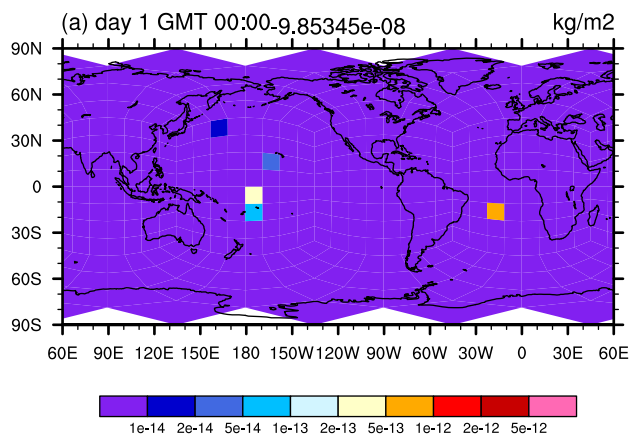 (a) day 1 GMT 00:00 -9.85345e-08 kg/m2
90N
60N
30N
0
30S
60S
90S
60E 90E 120E 150E 180 150W 120W 90W 60W 30W 0 30E 60E
1e-14 2e-14 5e-14 1e-13 2e-13 5e-13 1e-12 2e-12 5e-12